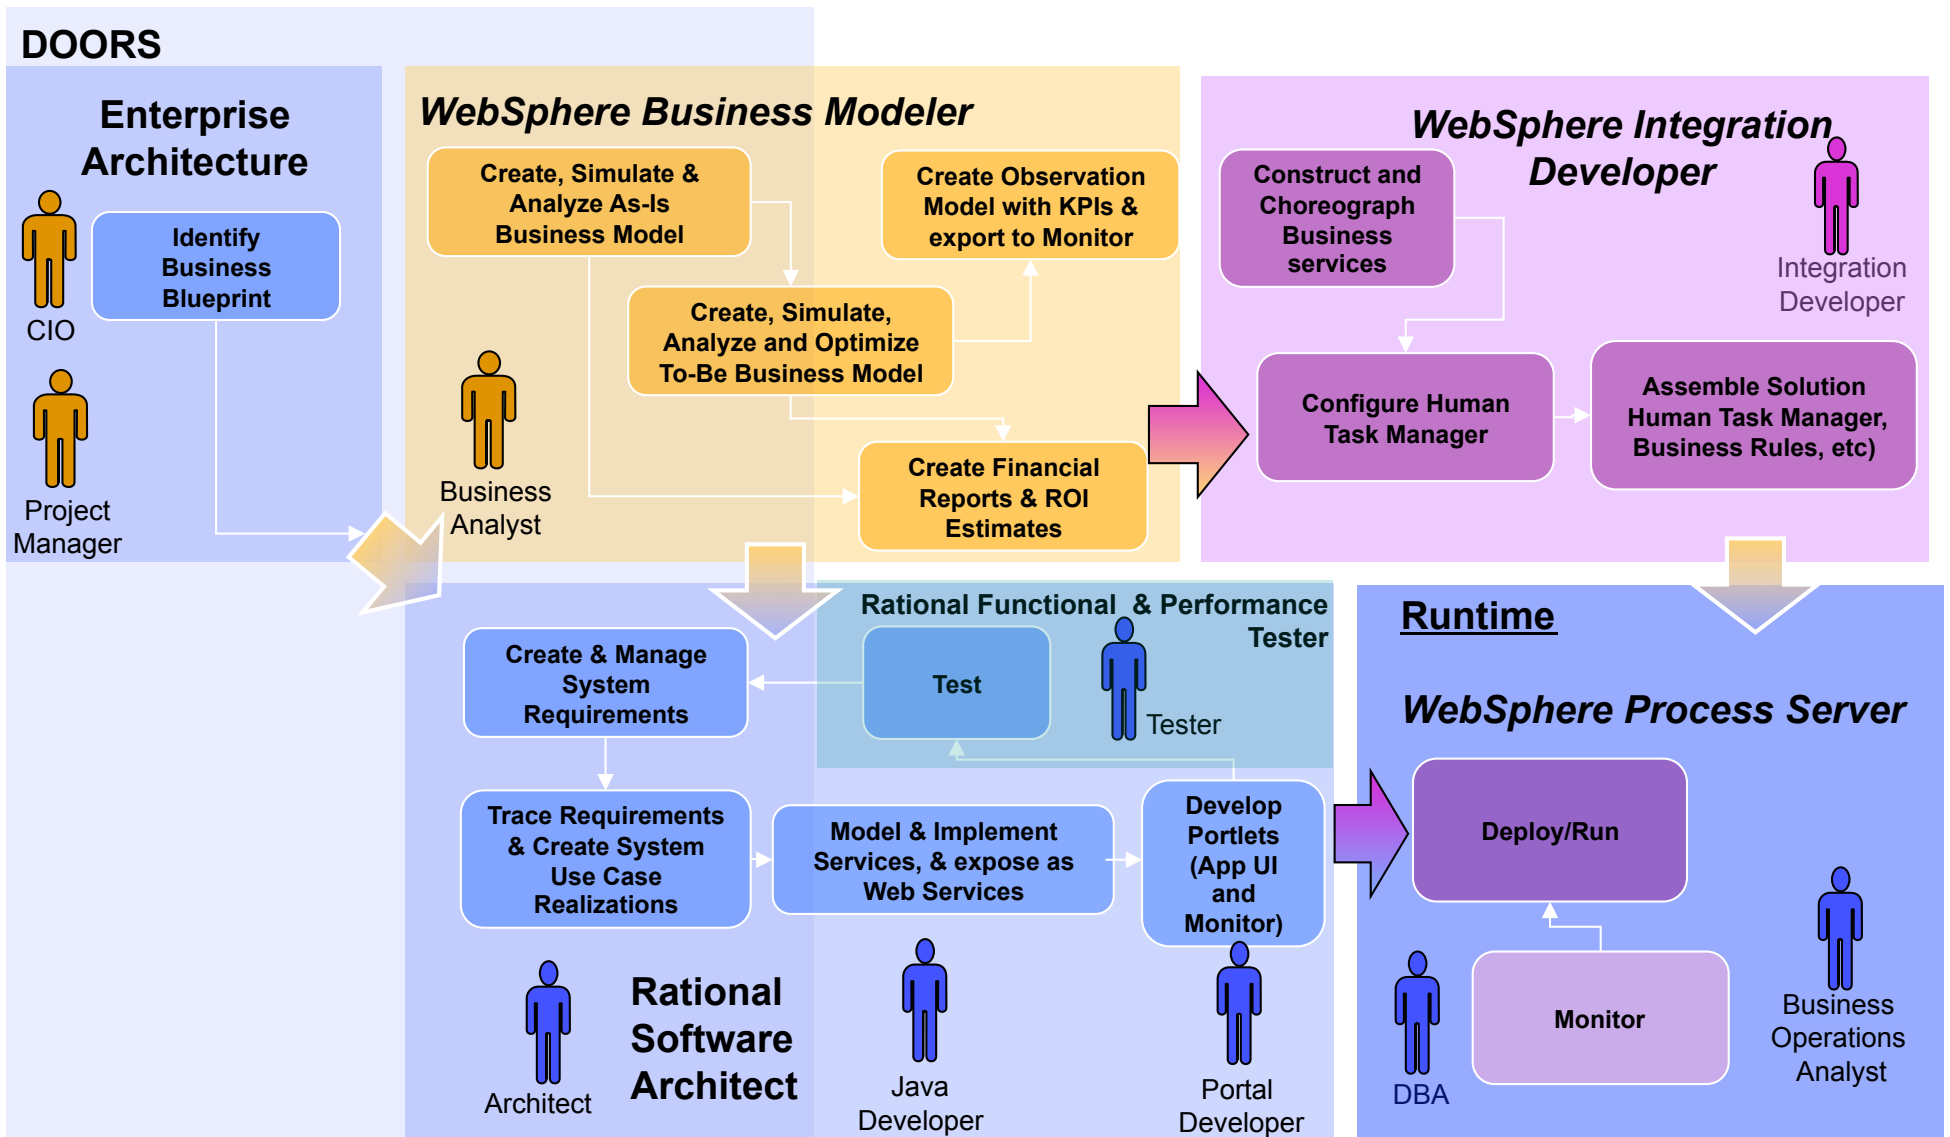 DOORS
Enterprise
Architecture
CIO
Identify
Business
Blueprint
Project
Manager
WebSphere Business Modeler
Create, Simulate &
Analyze As-Is
Business Model
Create Observation
Model with KPIs &
export to Monitor
Create, Simulate,
Analyze and Optimize
To-Be Business Model
Business
Analyst
Create Financial
Reports & ROI
Estimates
WebSphere Integration
Developer
Construct and
Choreograph
Business
services
Integration
Developer
Configure Human
Task Manager
Assemble Solution
Human Task Manager,
Business Rules, etc)
Rational Functional & Performance
Tester
Create & Manage
System
Requirements
Test
Tester
Trace Requirements
& Create System
Use Case
Realizations
Model & Implement
Services, & expose as
Web Services
Develop
Portlets
(App UI
and
Monitor)
Architect
Rational
Software
Architect
Java
Developer
Portal
Developer
Runtime
WebSphere Process Server
Deploy/Run
Monitor
DBA
Business
Operations
Analyst